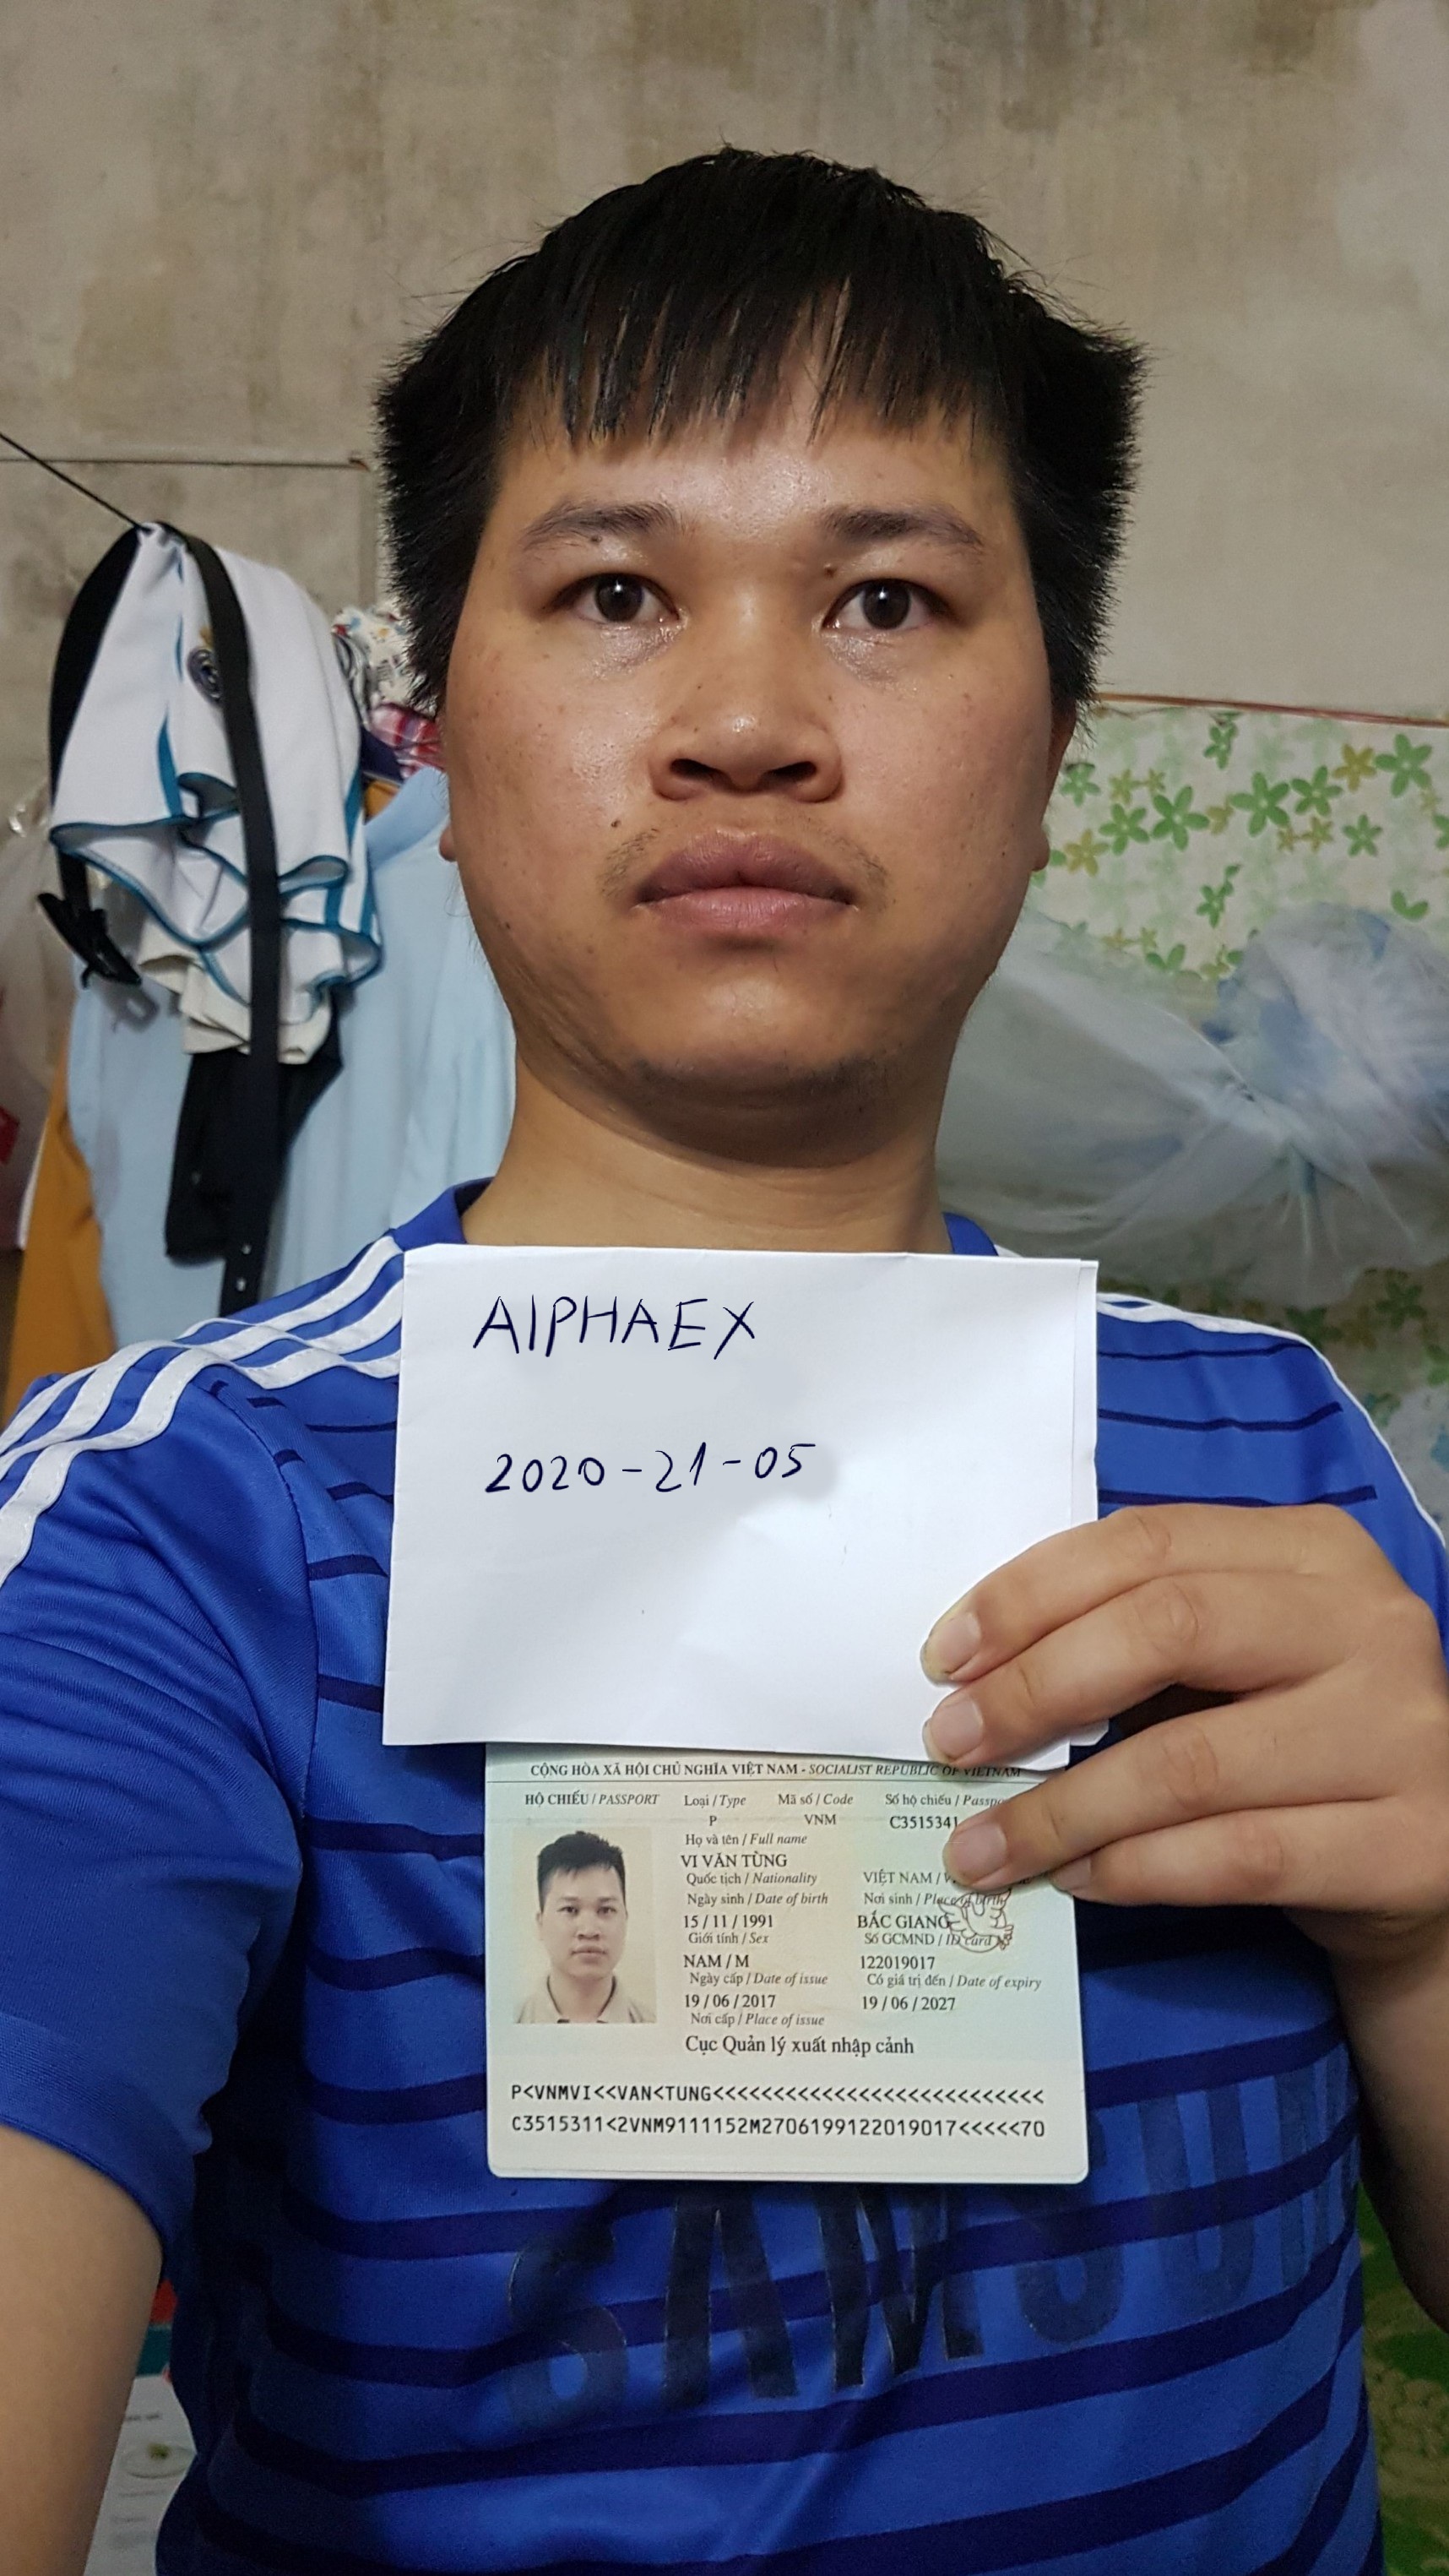 AlPHAEX
2020-21-05
CỘNG HÒA XÃ HỘI CHỦ NGHĨA VIỆT NAM - SOCIALIST REPUBLIC OF VIETNAM
HỘ CHIẾU / PASSPORT Loại / Type Mã số / Code Số hộ chiếu /
P VNM C3515341
Họ và tên / Full name
VI VĂN TÙNG
Quốc tịch / Nationality VIỆT NAM /
Ngày sinh / Date of birth Nơi sinh / Place of birth
15 / 11 / 1991 BẮC GIANG
Giới tính / Sex Số GCMND / ID card
NAM / M 122019017
Ngày cấp / Date of issue Có giá trị đến / Date of expiry
19 / 06 / 2017 19 / 06 / 2027
Nơi cấp / Place of issue
Cục Quản lý xuất nhập cảnh
P<VNMVI<<VAN<TUNG<<<<<<<<<<<<<<<<<<<<<<<<<<<
C3515311<2VNM9111152M2706199122019017<<<<<70
SAMSUN